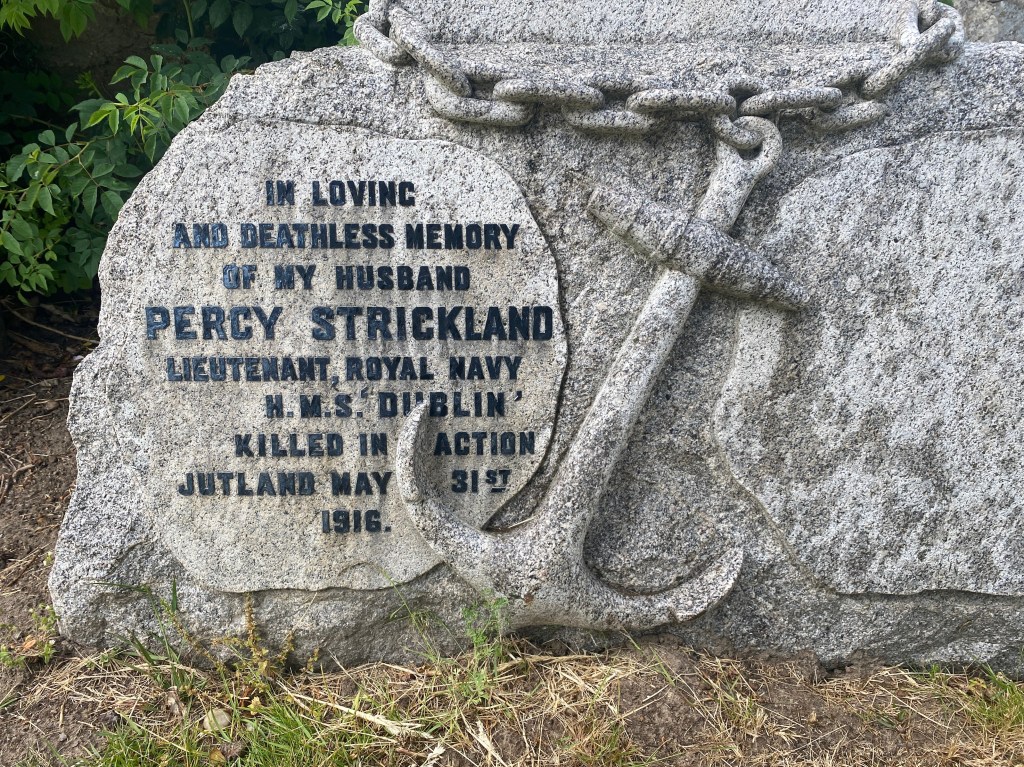 IN LOVING
AND DEATHLESS MEMORY
OF MY HUSBAND
PERCY STRICKLAND
LIEUTENANT, ROYAL NAVY
H.M.S. 'DUBLIN'
KILLED IN ACTION
JUTLAND MAY 31ST
1916.